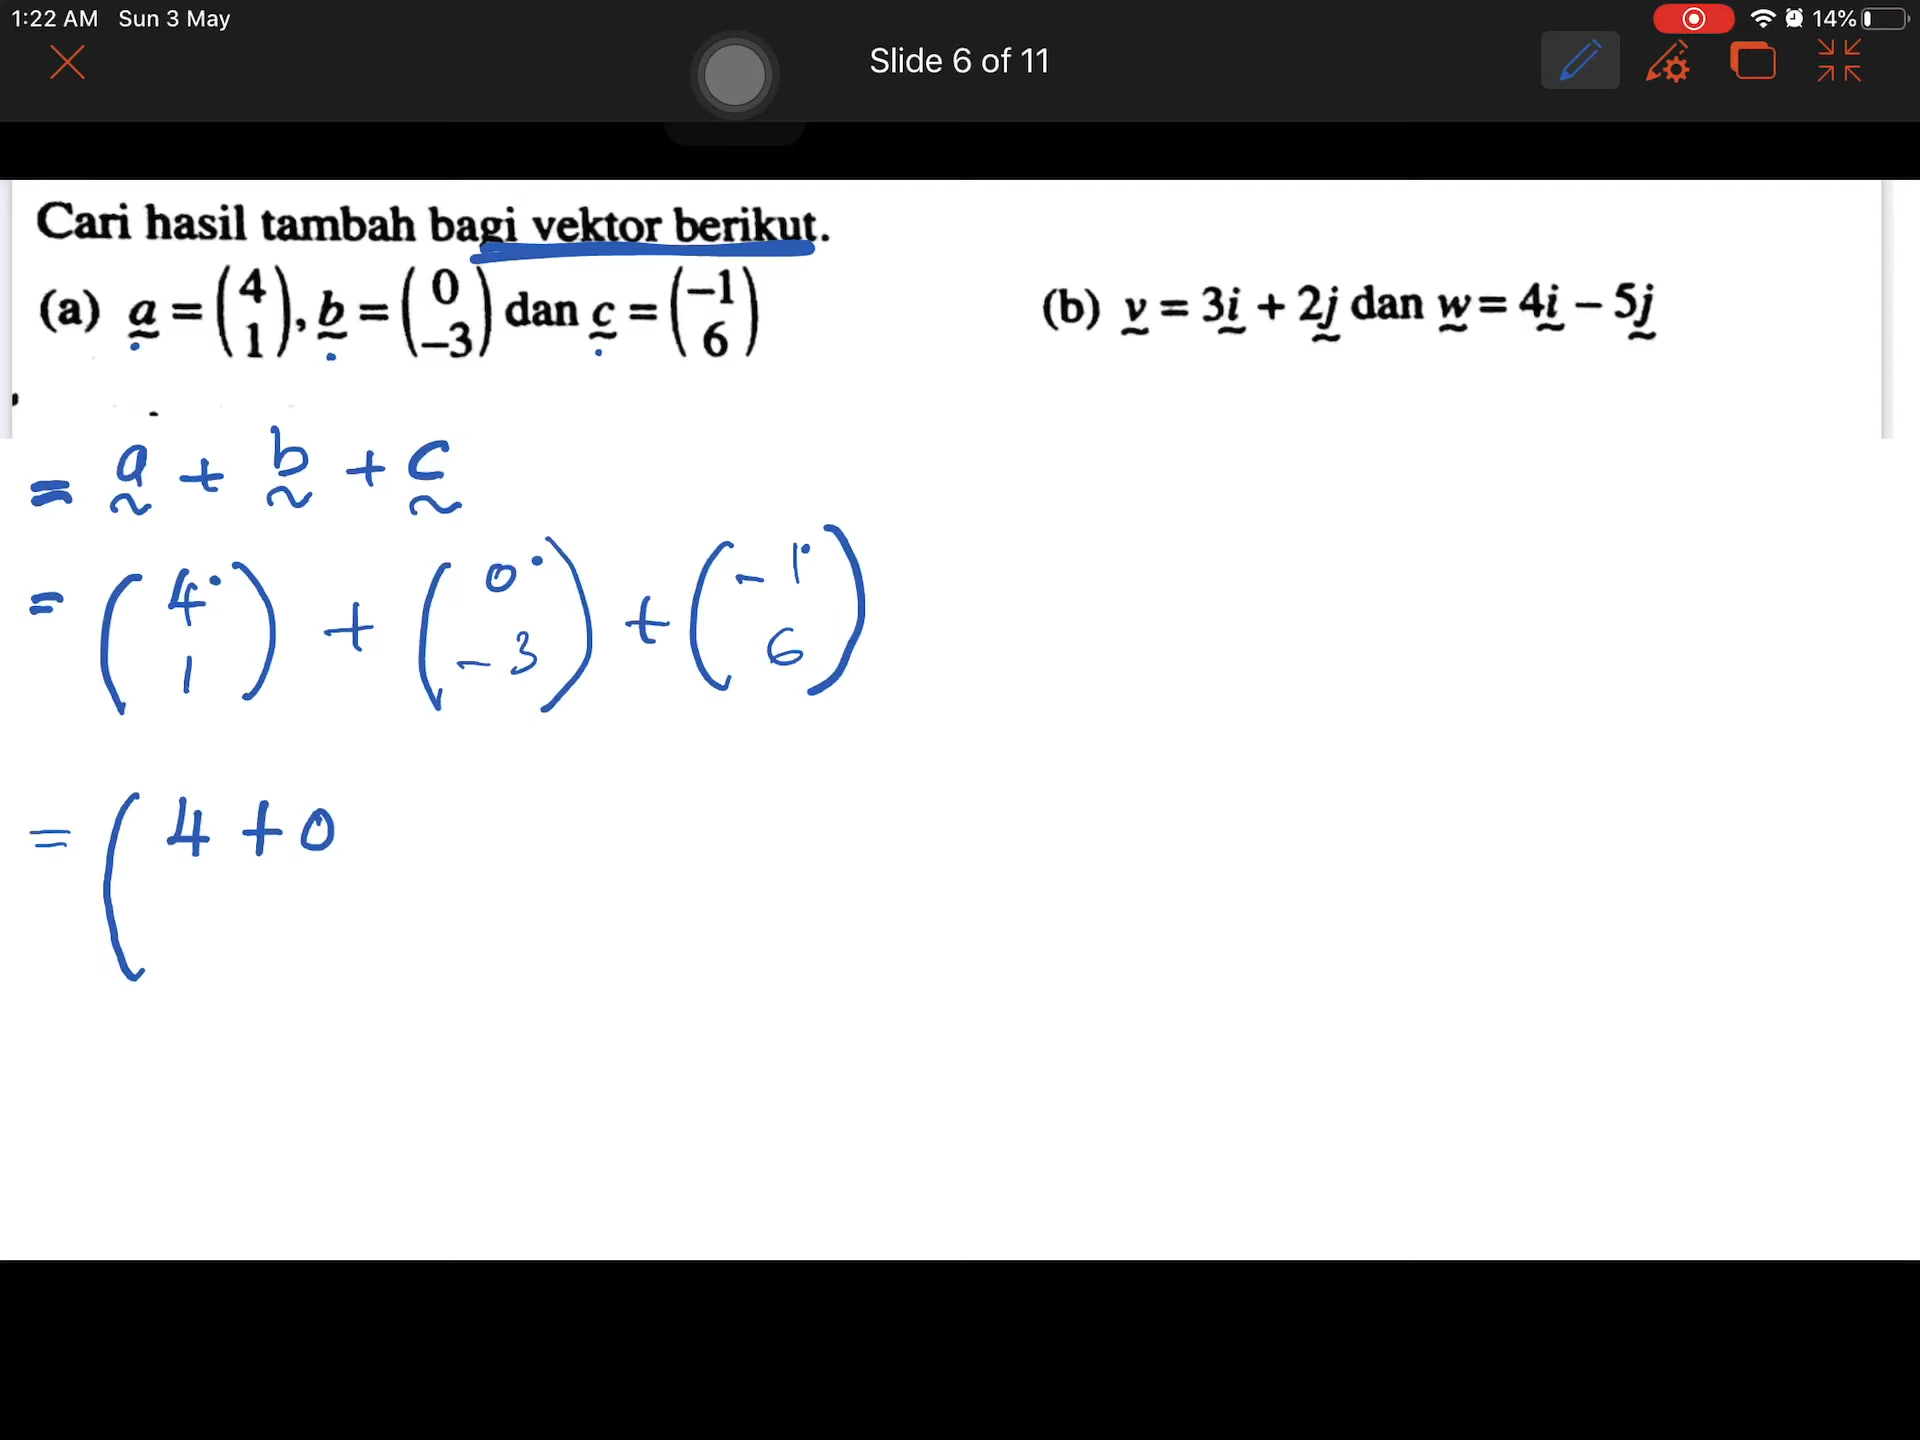 1:22 AM Sun 3 May 14%
Slide 6 of 11
Cari hasil tambah bagi vektor berikut.
(a) a = (4 1), b = (0 -3) dan c = (-1 6)
(b) v = 3i + 2j dan w = 4i – 5j
= a + b + c
= (4 1) + (0 -3) + (-1 6)
= ( 4 + 0